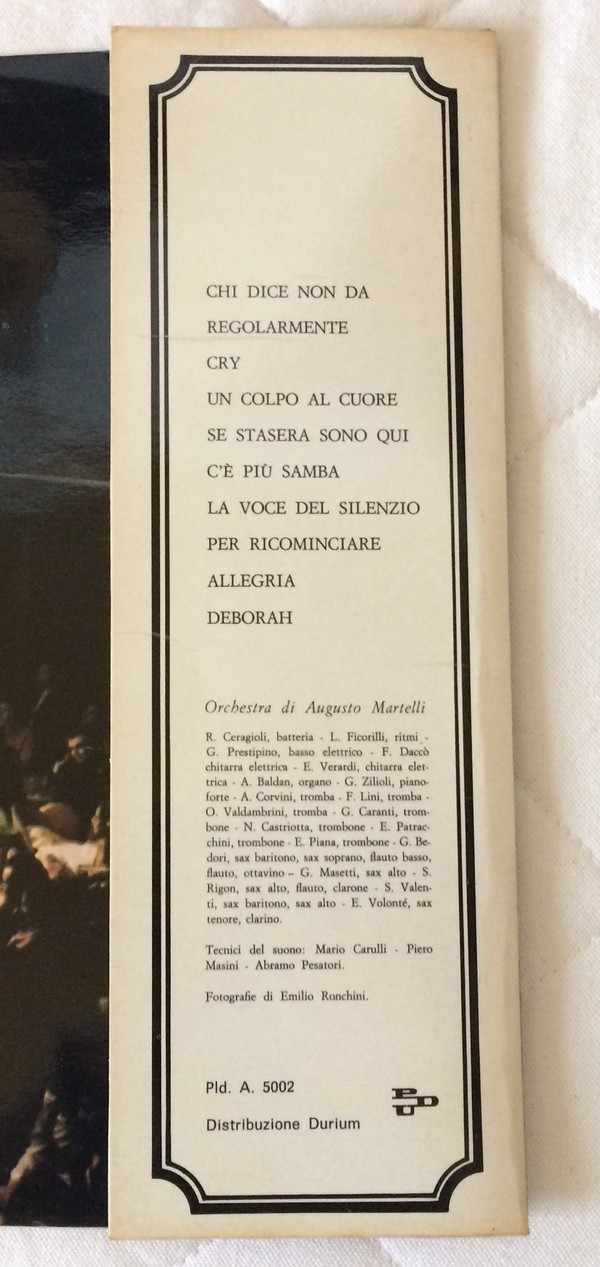 CHI DICE NON DA
REGOLARMENTE
CRY
UN COLPO AL CUORE
SE STASERA SONO QUI
C'È PIÙ SAMBA
LA VOCE DEL SILENZIO
PER RICOMINCIARE
ALLEGRIA
DEBORAH
Orchestra di Augusto Martelli
R. Ceragioli, batteria - L. Ficorilli, ritmi -
G. Prestipino, basso elettrico - F. Daccò
chitarra elettrica - E. Verardi, chitarra elet-
trica - A. Baldan, organo - G. Zilioli, piano-
forte - A. Corvini, tromba - F. Lini, tromba -
O. Valdambrini, tromba - G. Caranti, trom-
bone - N. Castriotta, trombone - E. Patrac-
chini, trombone - E. Piana, trombone - G. Be-
dori, sax baritono, sax soprano, flauto basso,
flauto, ottavino - G. Masetti, sax alto - S.
Rigon, sax alto, flauto, clarone - S. Valen-
ti, sax baritono, sax alto - E. Volonté, sax
tenore, clarino.
Tecnici del suono: Mario Carulli - Piero
Masini - Abramo Pesatori.
Fotografie di Emilio Ronchini.
Pld. A. 5002
PDU
Distribuzione Durium